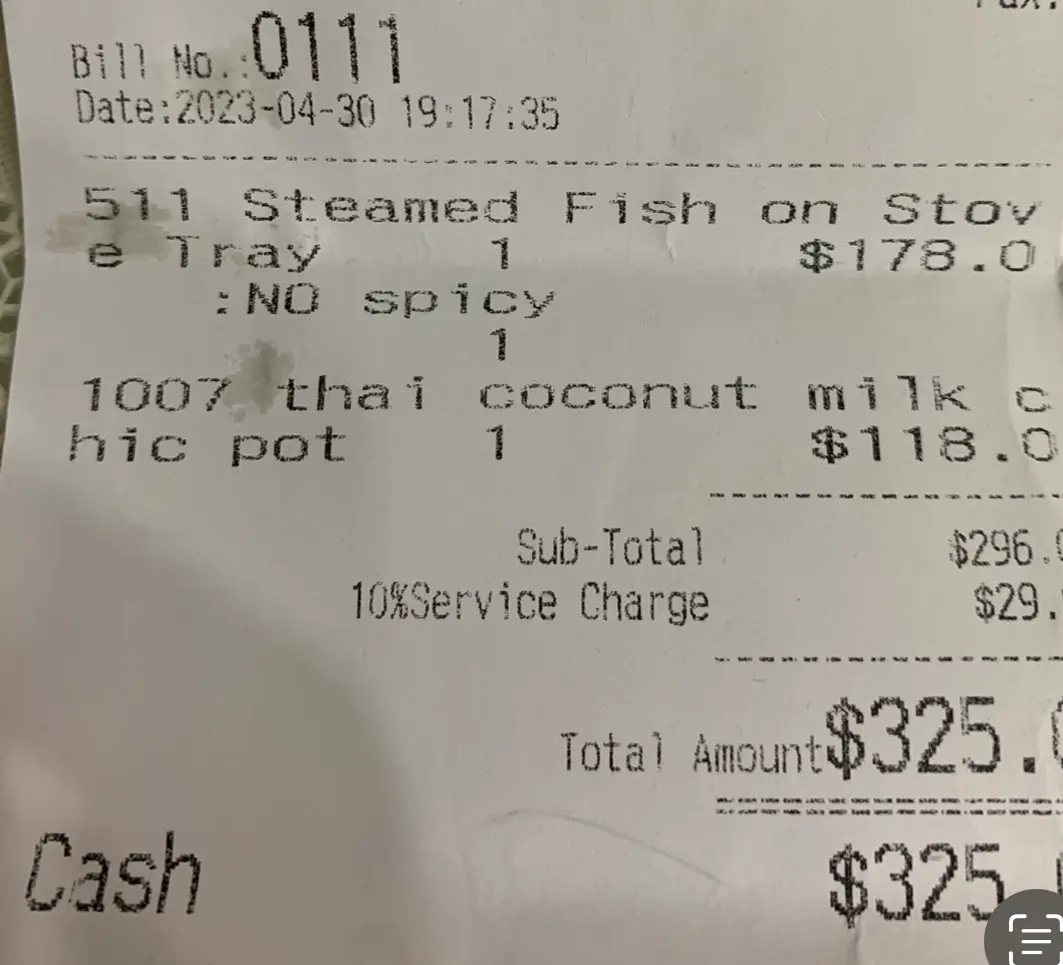 Bill No.:0111
Date:2023-04-30 19:17:35
511 Steamed Fish on Stov
e Tray 1 $178.0
:NO spicy
1
1007 thai coconut milk c
hic pot 1 $118.0
Sub-Total $296.
10%Service Charge $29.
Total Amount $325.
Cash $325.